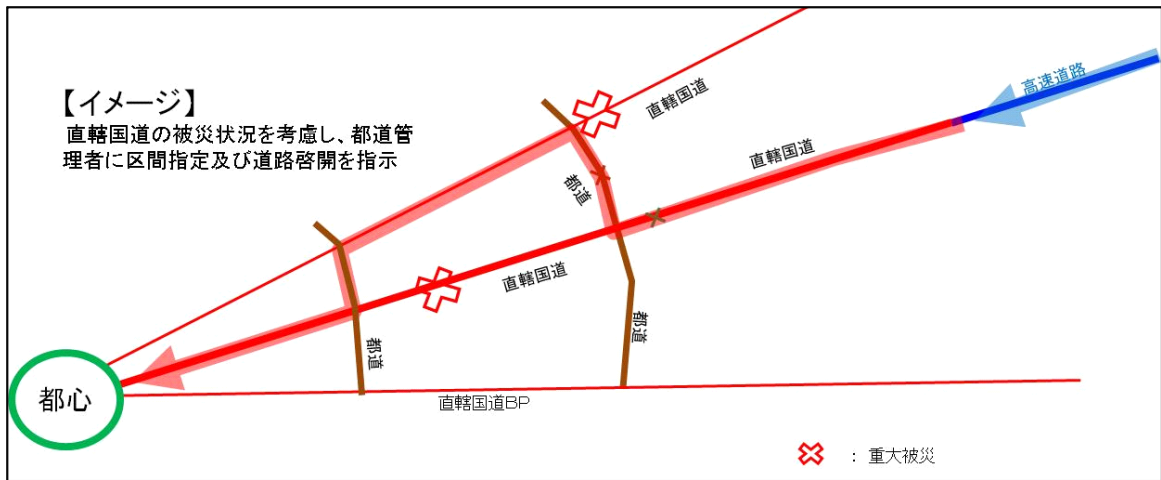 【イメージ】
直轄国道の被災状況を考慮し、都道管
理者に区間指定及び道路啓開を指示
直轄国道
高速道路
直轄国道
都道
直轄国道
都道
都道
都心
直轄国道BP
：重大被災